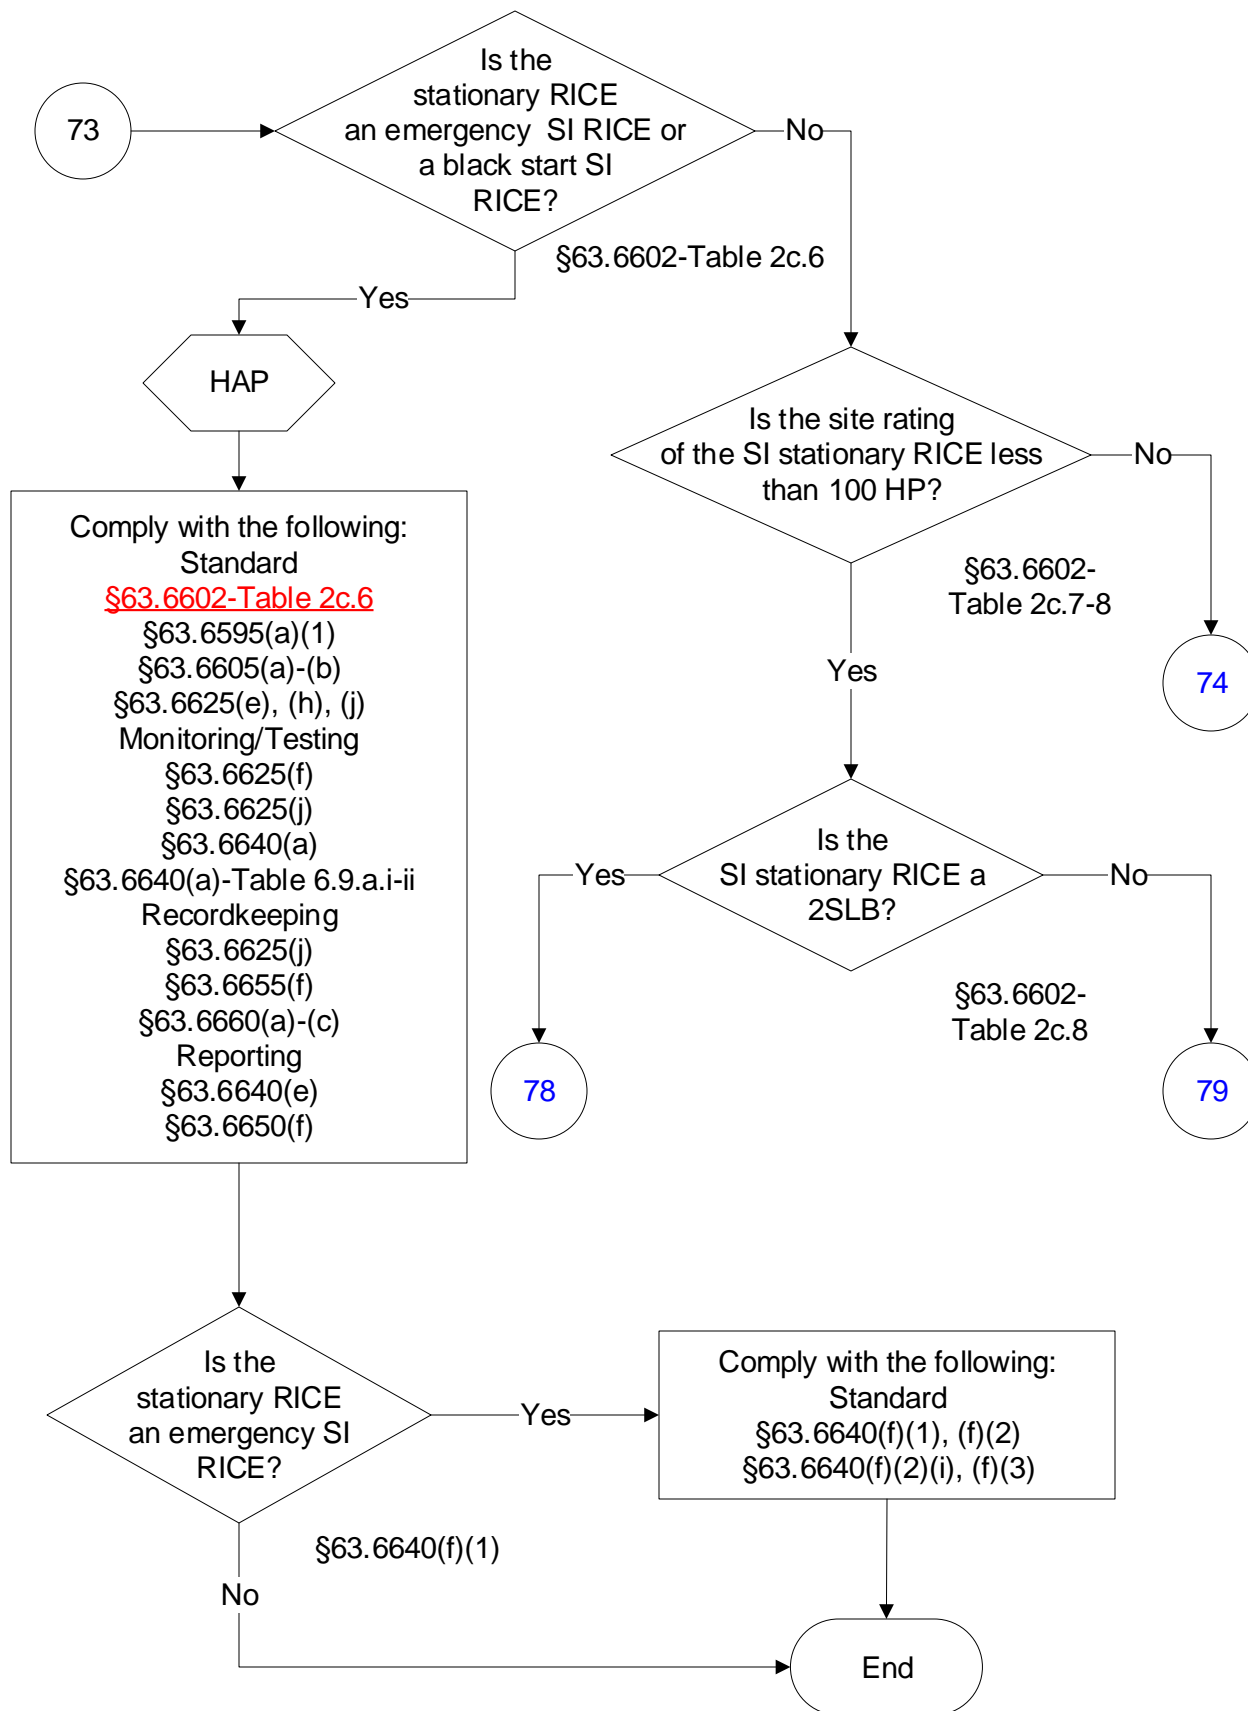 73
Is the
stationary RICE
an emergency  SI RICE or
a black start SI
RICE?
No
§63.6602-Table 2c.6
Yes
HAP
Is the site rating
of the SI stationary RICE less
than 100 HP?
No
§63.6602-
Table 2c.7-8
74
Yes
Comply with the following:
Standard
§63.6602-Table 2c.6
§63.6595(a)(1)
§63.6605(a)-(b)
§63.6625(e), (h), (j)
Monitoring/Testing
§63.6625(f)
§63.6625(j)
§63.6640(a)
§63.6640(a)-Table 6.9.a.i-ii
Recordkeeping
§63.6625(j)
§63.6655(f)
§63.6660(a)-(c)
Reporting
§63.6640(e)
§63.6650(f)
Is the
SI stationary RICE a
2SLB?
Yes
No
§63.6602-
Table 2c.8
78
79
Is the
stationary RICE
an emergency SI
RICE?
Yes
Comply with the following:
Standard
§63.6640(f)(1), (f)(2)
§63.6640(f)(2)(i), (f)(3)
§63.6640(f)(1)
No
End